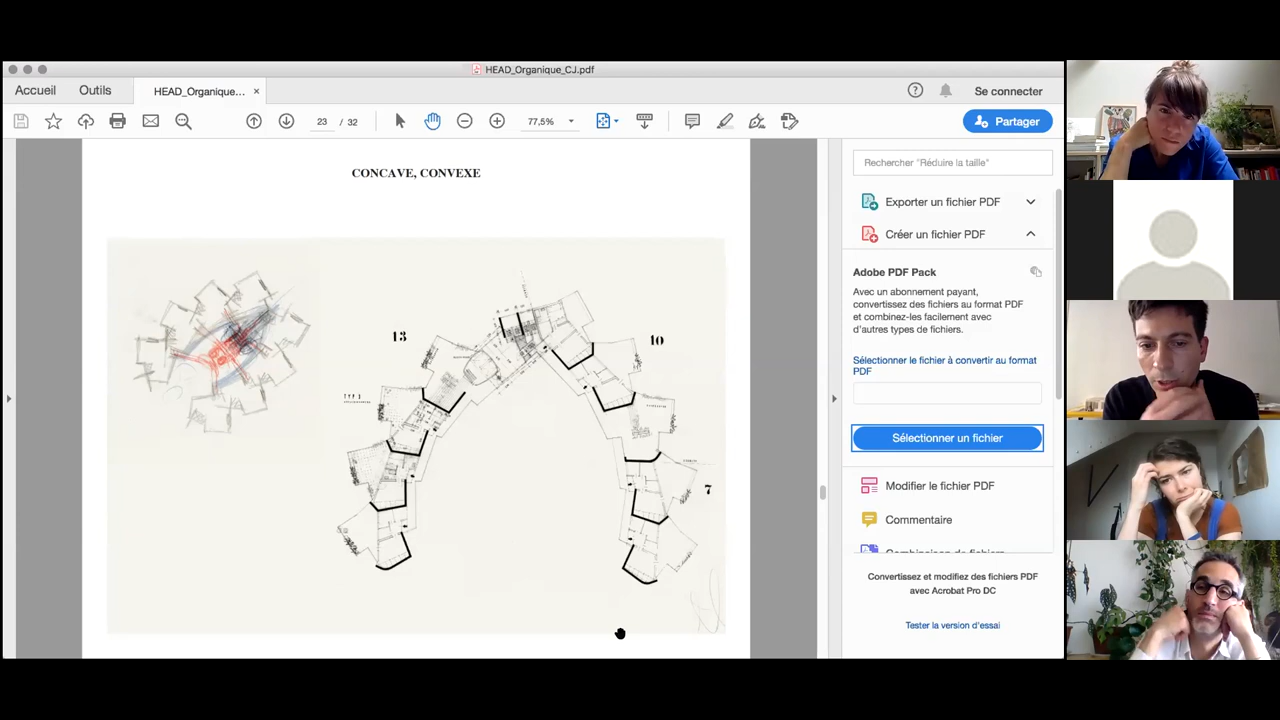 HEAD_Organique_CJ.pdf
Accueil
Outils
HEAD_Organique... ×
Se connecter
23 / 32
77,5%
Partager
CONCAVE, CONVEXE
13
10
7
Rechercher "Réduire la taille"
Exporter un fichier PDF
Créer un fichier PDF
Adobe PDF Pack
Avec un abonnement payant,
convertissez des fichiers au format PDF
et combinez-les facilement avec
d'autres types de fichiers.
Sélectionner le fichier à convertir au format
PDF
Sélectionner un fichier
Modifier le fichier PDF
Commentaire
Combinaison de fichiers
Convertissez et modifiez des fichiers PDF
avec Acrobat Pro DC
Tester la version d'essai